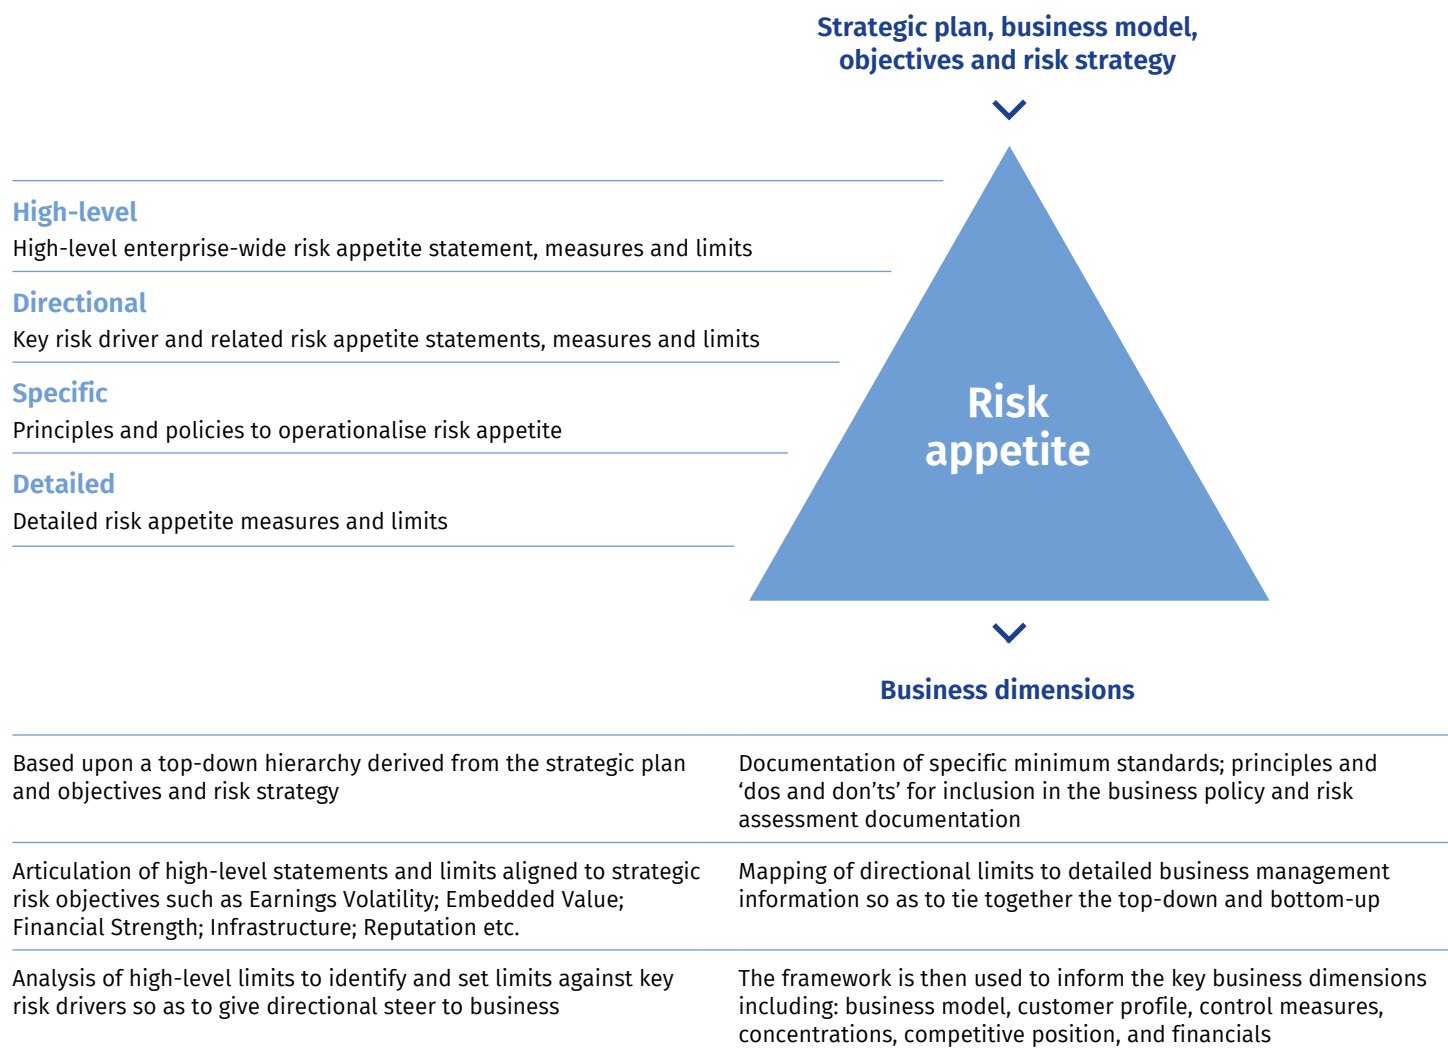 Strategic plan, business model,
objectives and risk strategy
High-level
High-level enterprise-wide risk appetite statement, measures and limits
Directional
Key risk driver and related risk appetite statements, measures and limits
Specific
Principles and policies to operationalise risk appetite
Detailed
Detailed risk appetite measures and limits
Risk
appetite
Business dimensions
Based upon a top-down hierarchy derived from the strategic plan
and objectives and risk strategy
Documentation of specific minimum standards; principles and
‘dos and don’ts’ for inclusion in the business policy and risk
assessment documentation
Articulation of high-level statements and limits aligned to strategic
risk objectives such as Earnings Volatility; Embedded Value;
Financial Strength; Infrastructure; Reputation etc.
Mapping of directional limits to detailed business management
information so as to tie together the top-down and bottom-up
Analysis of high-level limits to identify and set limits against key
risk drivers so as to give directional steer to business
The framework is then used to inform the key business dimensions
including: business model, customer profile, control measures,
concentrations, competitive position, and financials